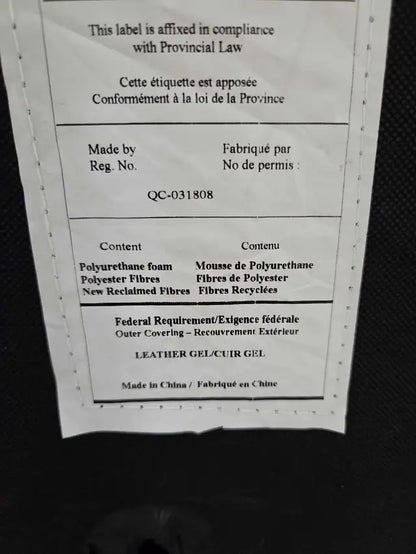 This label is affixed in compliance
with Provincial Law
Cette étiquette est apposée
Conformément à la loi de la Province
Made by Fabriqué par
Reg. No. No de permis :
QC-031808
Content Contenu
Polyurethane foam Mousse de Polyurethane
Polyester Fibres Fibres de Polyester
New Reclaimed Fibres Fibres Recyclées
Federal Requirement/Exigence fédérale
Outer Covering – Recouvrement Extérieur
LEATHER GEL/CUIR GEL
Made in China / Fabriqué en Chine